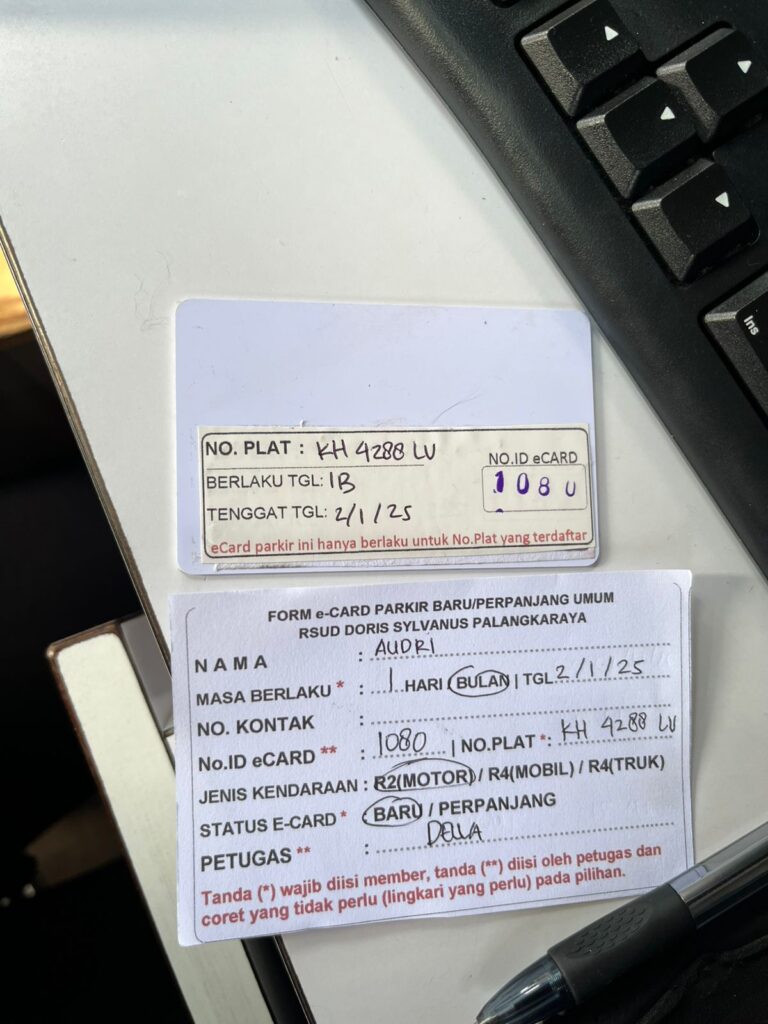 Ins
NO. PLAT : KH 4288 LV
NO.ID eCARD
BERLAKU TGL: 1B
1080
TENGGAT TGL: 2/1/25
eCard parkir ini hanya berlaku untuk No.Plat yang terdaftar
FORM e-CARD PARKIR BARU/PERPANJANG UMUM
RSUD DORIS SYLVANUS PALANGKARAYA
NAMA : AUDRI
MASA BERLAKU * : 1 HARI BULAN | TGL 2/1/25
NO. KONTAK :
No.ID eCARD ** : 1080 | NO.PLAT *: KH 4288 LV
JENIS KENDARAAN : R2(MOTOR) / R4(MOBIL) / R4(TRUK)
STATUS E-CARD * : BARU / PERPANJANG
PETUGAS ** : DELLA
Tanda (*) wajib diisi member, tanda (**) diisi oleh petugas dan
coret yang tidak perlu (lingkari yang perlu) pada pilihan.